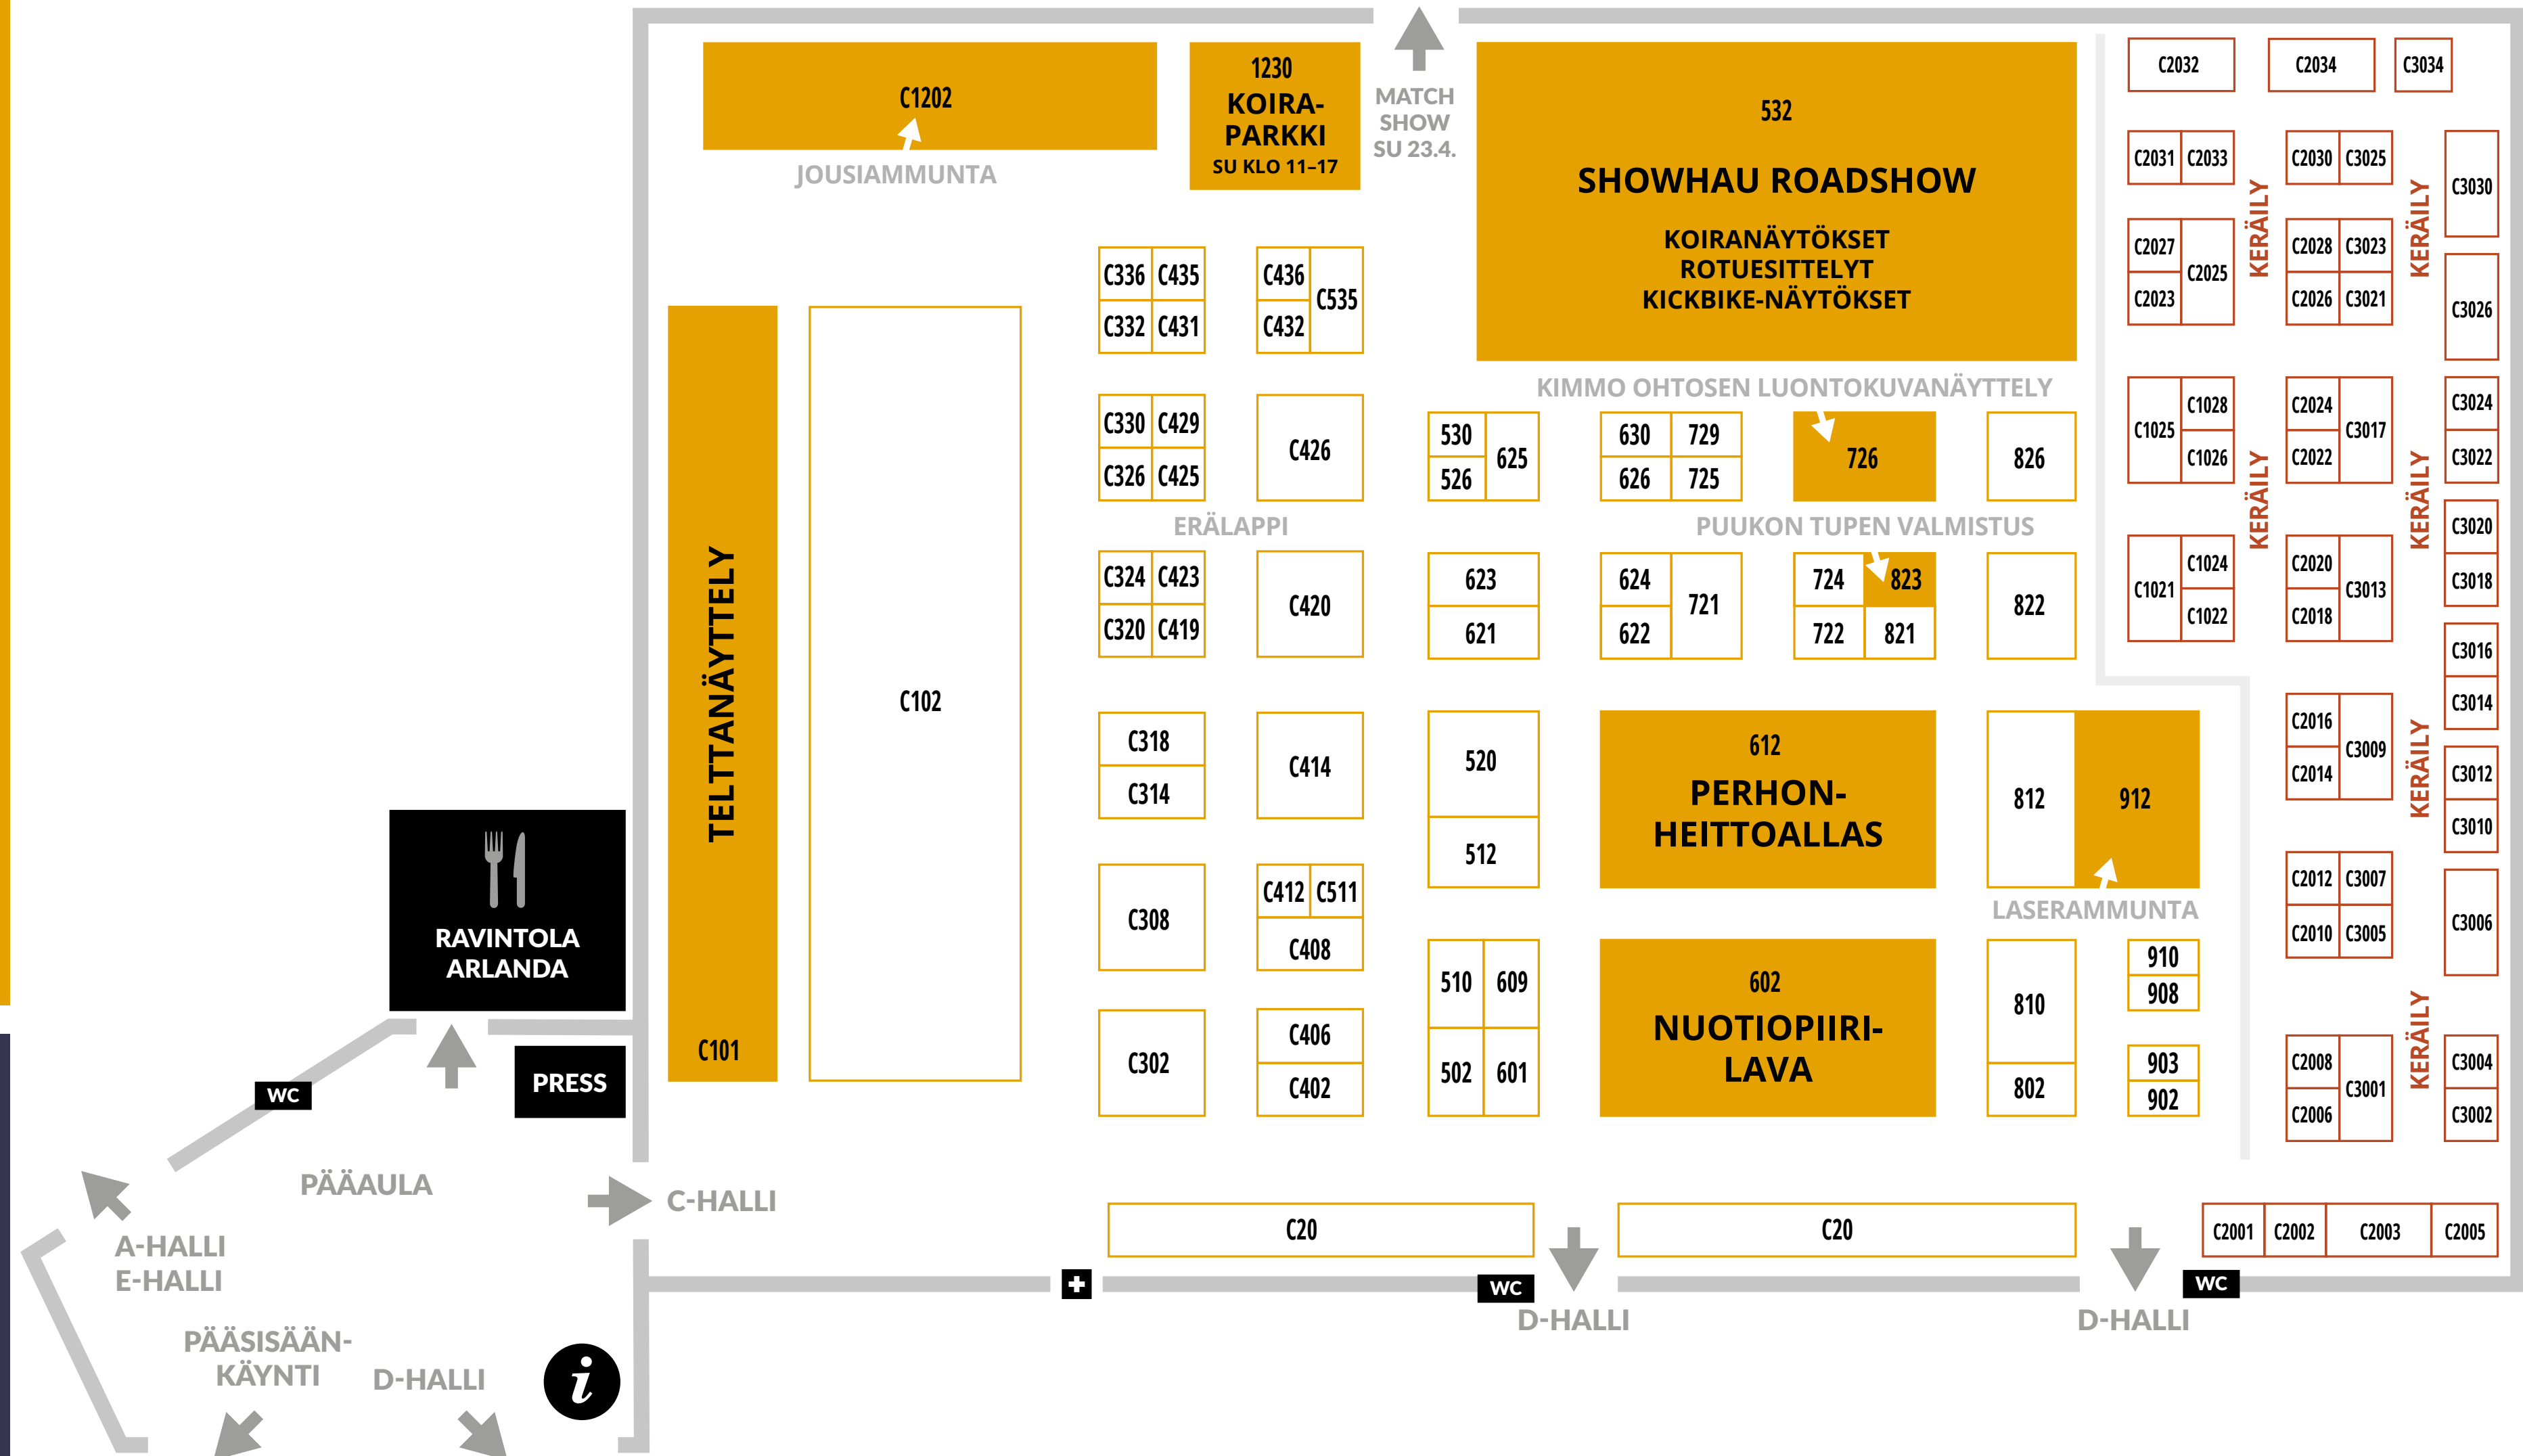 C1202
JOUSIAMMUNTA
1230
KOIRA-
PARKKI
SU KLO 11–17
MATCH
SHOW
SU 23.4.
532
SHOWHAU ROADSHOW
KOIRANÄYTÖKSET
ROTUESITTELYT
KICKBIKE-NÄYTÖKSET
C2032 C2034 C3034
C2031 C2033 C2030 C3025
C3030
C2027 C2025 C2028 C3023
C2023 C2026 C3021
C3026
KERÄILY
KERÄILY
C336 C435 C436 C535
C332 C431 C432
KIMMO OHTOSEN LUONTOKUVANÄYTTELY
C330 C429 C426
C326 C425
530 625 630 729 726 826
526 626 725
C1025 C1028 C2024 C3017 C3024
C1026 C2022 C3022
KERÄILY
KERÄILY
ERÄLAPPI
PUUKON TUPEN VALMISTUS
C324 C423 C420
C320 C419
623 624 721 724 823 822
621 622 722 821
C3020
C1021 C1024 C2020 C3013 C3018
C1022 C2018
C3016
C3014
TELTTANÄYTTELY
C101
C102
C318 C414
C314
520
512
612
PERHON-
HEITTOALLAS
812 912
LASERAMMUNTA
C2016 C3009
C2014
KERÄILY
C3012
C3010
C308
C412 C511
C408
C2012 C3007
C2010 C3005
C3006
RAVINTOLA
ARLANDA
510 609
502 601
602
NUOTIOPIIRI-
LAVA
810
802
910
908
903
902
C302
C406
C402
KERÄILY
C2008 C3001 C3004
C2006 C3002
PRESS
WC
PÄÄAULA
C-HALLI
A-HALLI
E-HALLI
C20
C20
C2001 C2002 C2003 C2005
WC
WC
D-HALLI
D-HALLI
PÄÄSISÄÄN-
KÄYNTI
D-HALLI
i